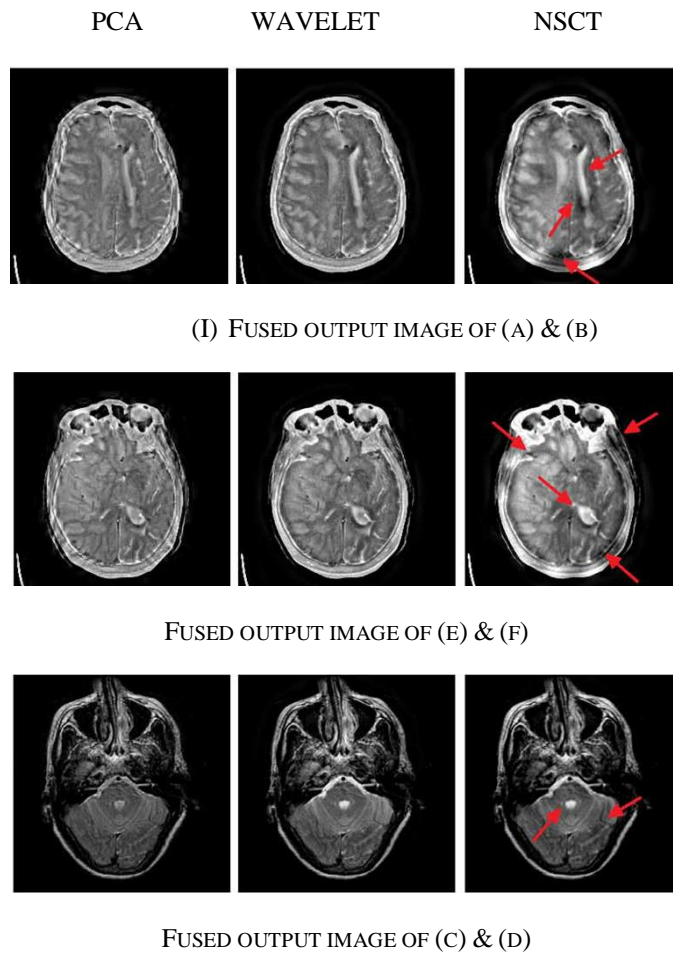 PCA WAVELET NSCT
(I) FUSED OUTPUT IMAGE OF (A) & (B)
FUSED OUTPUT IMAGE OF (E) & (F)
FUSED OUTPUT IMAGE OF (C) & (D)